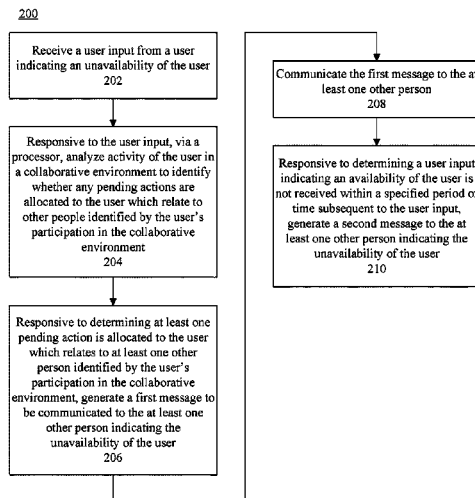 200
Receive a user input from a user
indicating an unavailability of the user
202
Responsive to the user input, via a
processor, analyze activity of the user in
a collaborative environment to identify
whether any pending actions are
allocated to the user which relate to
other people identified by the user's
participation in the collaborative
environment
204
Responsive to determining at least one
pending action is allocated to the user
which relates to at least one other
person identified by the user's
participation in the collaborative
environment, generate a first message to
be communicated to the at least one
other person indicating the
unavailability of the user
206
Communicate the first message to the at
least one other person
208
Responsive to determining a user input
indicating an availability of the user is
not received within a specified period of
time subsequent to the user input,
generate a second message to the at
least one other person indicating the
unavailability of the user
210